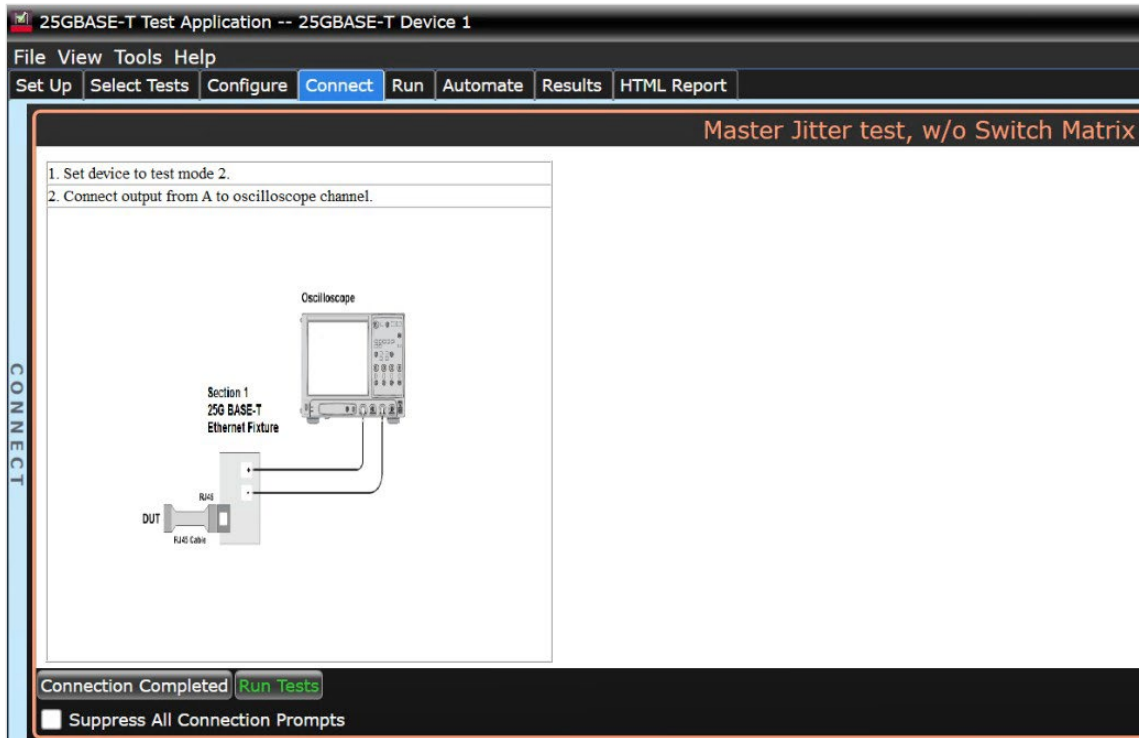 25GBASE-T Test Application -- 25GBASE-T Device 1
File View Tools Help
Set Up Select Tests Configure Connect Run Automate Results HTML Report
Master Jitter test, w/o Switch Matrix
1. Set device to test mode 2.
2. Connect output from A to oscilloscope channel.
Oscilloscope
Section 1
25G BASE-T
Ethernet Fixture
+
-
RJ45
DUT
RJ45 Cable
CONNECT
Connection Completed Run Tests
Suppress All Connection Prompts